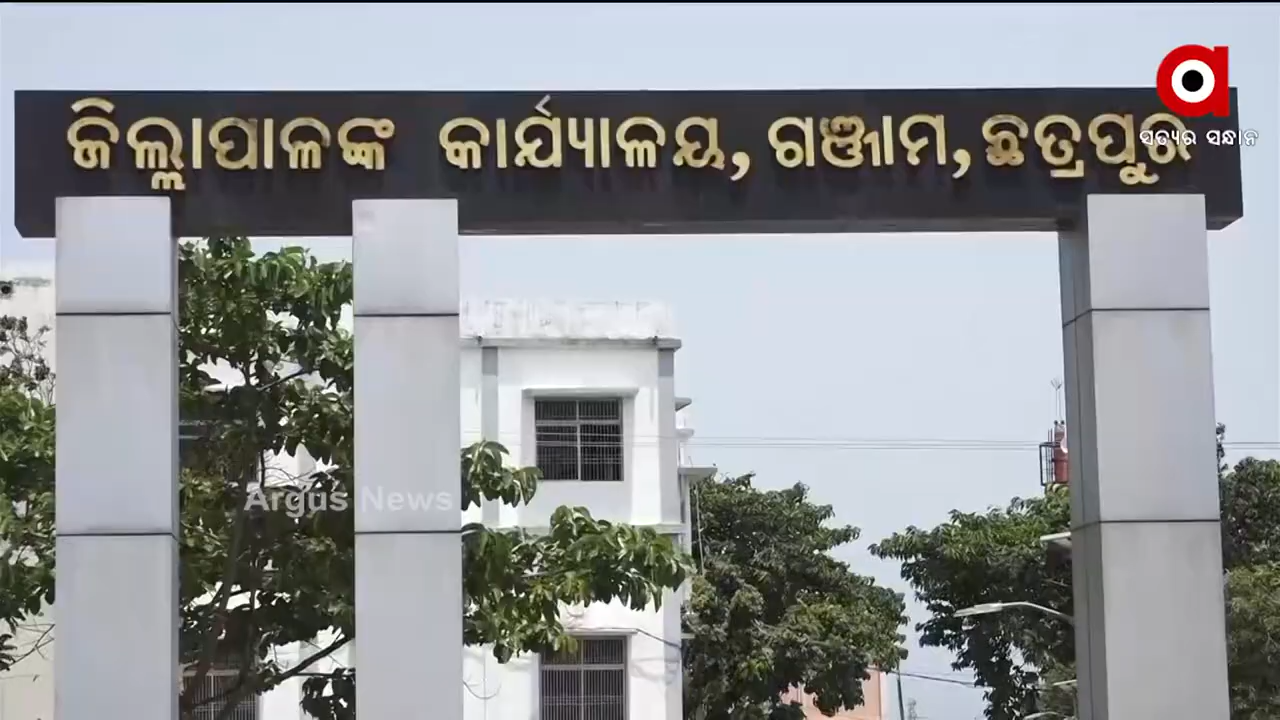 ଜିଲ୍ଲାପାଳଙ୍କ କାର୍ଯ୍ୟାଳୟ, ଗଞ୍ଜାମ, ଛତ୍ରପୁର
ସତ୍ୟର ସନ୍ଧାନ
Argus News